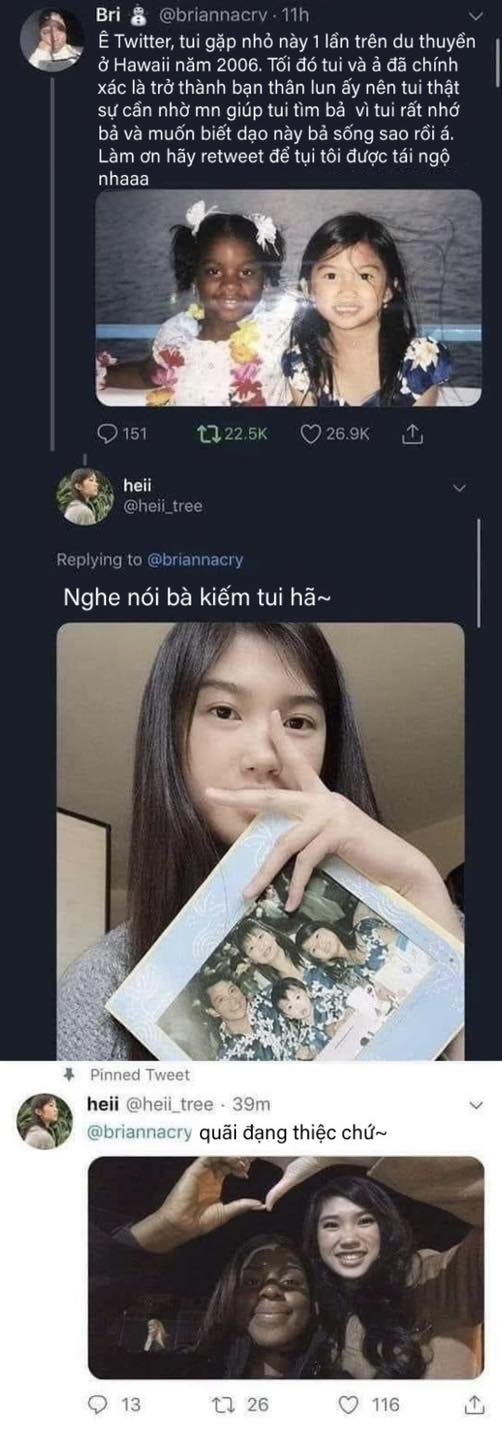 Bri @briannacry · 11h
Ê Twitter, tui gặp nhỏ này 1 lần trên du thuyền
ở Hawaii năm 2006. Tối đó tui và ả đã chính
xác là trở thành bạn thân lun ấy nên tui thật
sự cần nhờ mn giúp tui tìm bả vì tui rất nhớ
bả và muốn biết dạo này bả sống sao rồi á.
Làm ơn hãy retweet để tụi tôi được tái ngộ
nhaaa
151 22.5K 26.9K
heii
@heii_tree
Replying to @briannacry
Nghe nói bà kiếm tui hã~
Pinned Tweet
heii @heii_tree · 39m
@briannacry quãi đạng thiệc chứ~
13 26 116